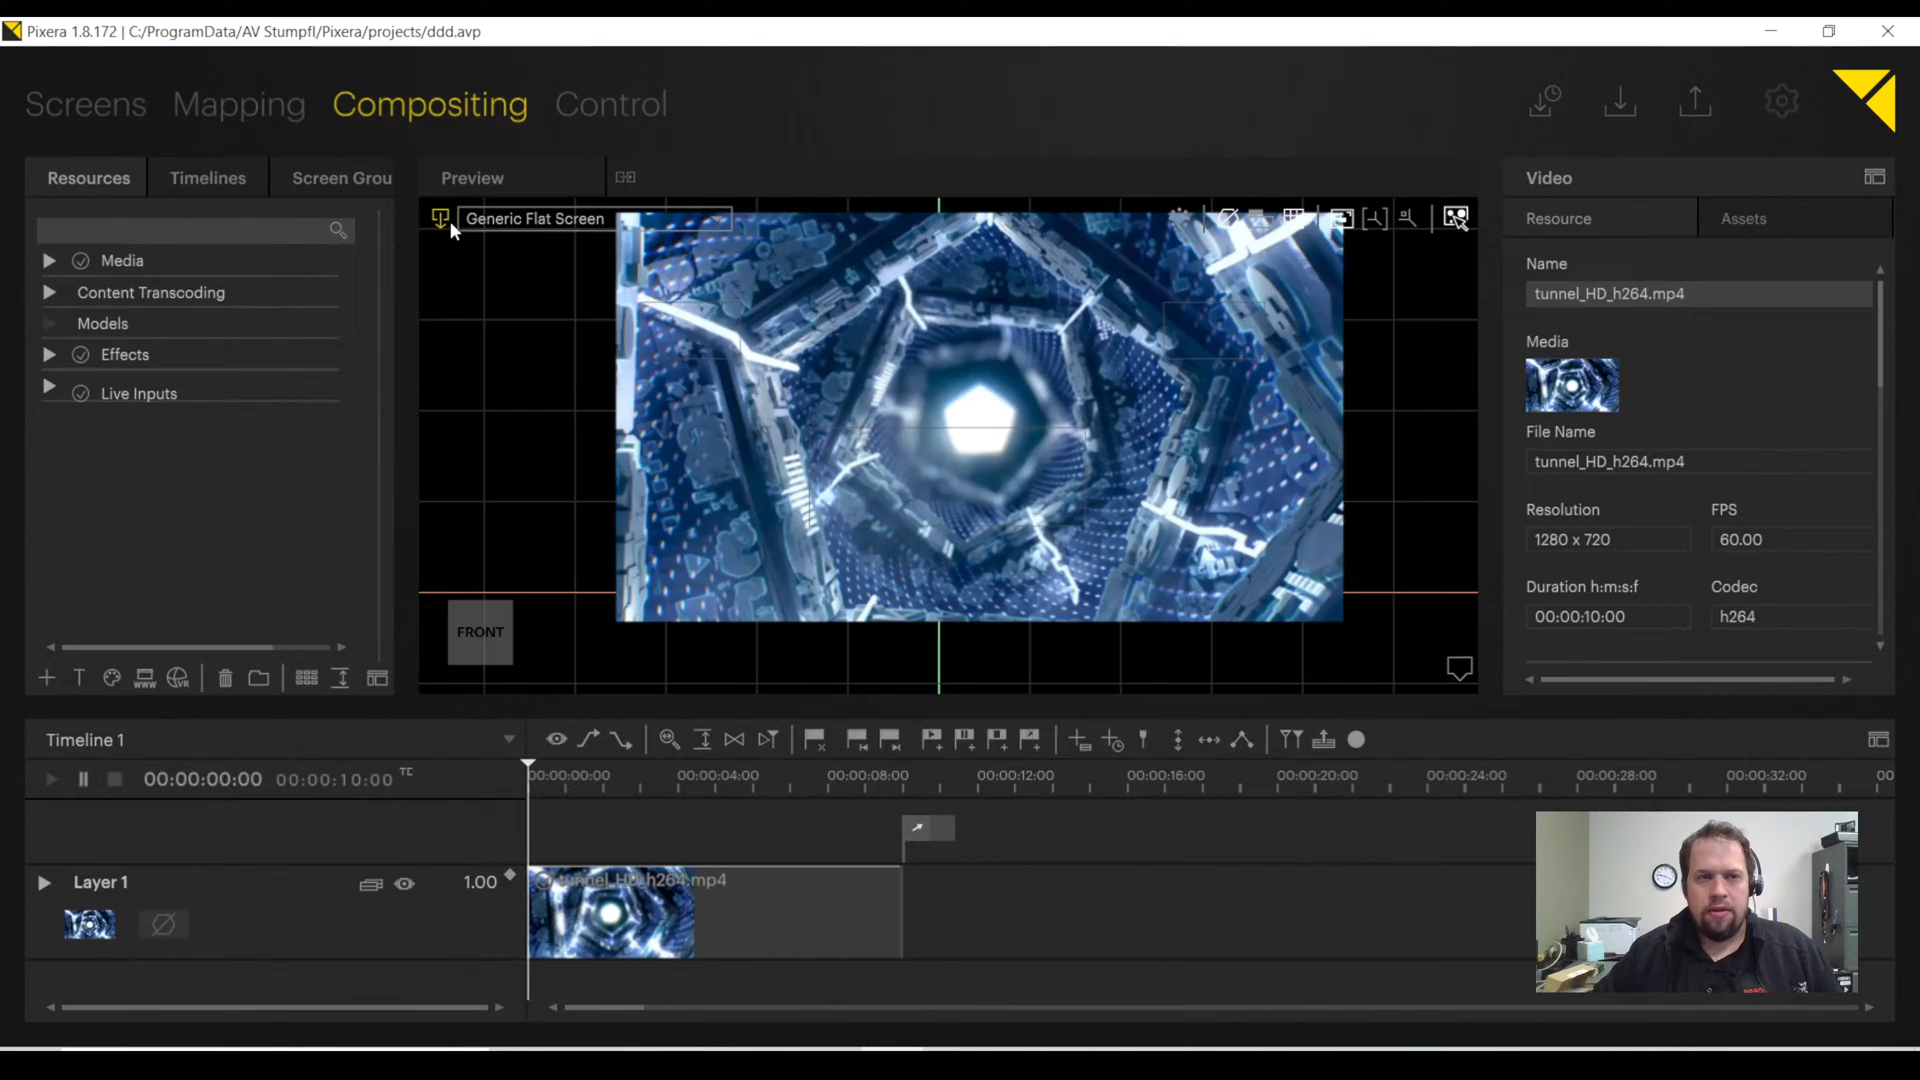 Pixera 1.8.172 | C:/ProgramData/AV Stumpfl/Pixera/projects/ddd.avp
Screens Mapping Compositing Control
Resources Timelines Screen Grou
Preview
Video
Generic Flat Screen
Resource Assets
Media
Content Transcoding
Models
Effects
Live Inputs
Name
tunnel_HD_h264.mp4
Media
File Name
tunnel_HD_h264.mp4
Resolution FPS
1280 x 720 60.00
Duration h:m:s:f Codec
00:00:10:00 h264
FRONT
T
WWW
VR
Timeline 1
00:00:00:00 00:00:10:00 TC
00:00:00:00 00:00:04:00 00:00:08:00 00:00:12:00 00:00:16:00 00:00:20:00 00:00:24:00 00:00:28:00 00:00:32:00 00
Layer 1 1.00
tunnel_HD_h264.mp4